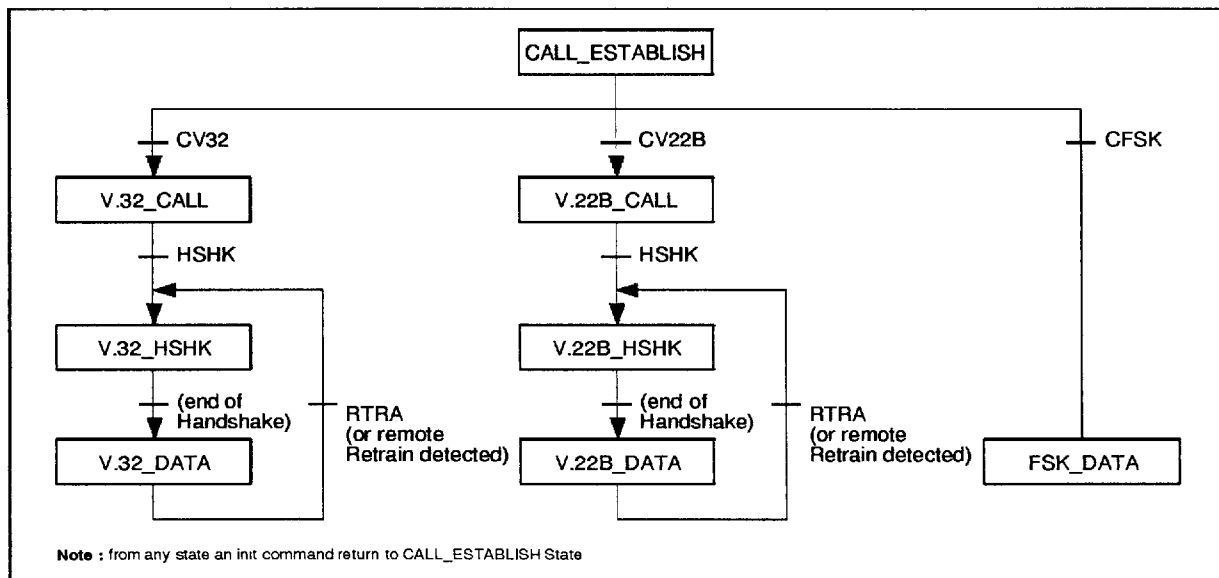 CALL_ESTABLISH
CV32
CV22B
CFSK
V.32_CALL
V.22B_CALL
HSHK
HSHK
V.32_HSHK
V.22B_HSHK
(end of
Handshake)
RTRA
(or remote
Retrain detected)
(end of
Handshake)
RTRA
(or remote
Retrain detected)
V.32_DATA
V.22B_DATA
FSK_DATA
Note : from any state an init command return to CALL_ESTABLISH State